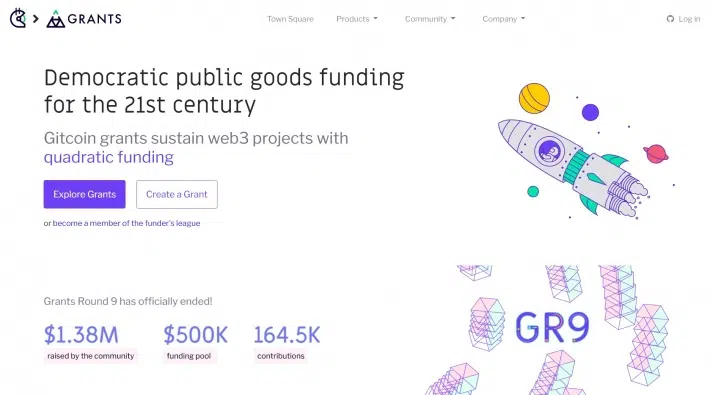 GRANTS
Town Square Products Community Company Log in
Democratic public goods funding
for the 21st century
Gitcoin grants sustain web3 projects with
quadratic funding
Explore Grants Create a Grant
or become a member of the funder's league
Grants Round 9 has officially ended!
$1.38M $500K 164.5K
raised by the community funding pool contributions
GR9